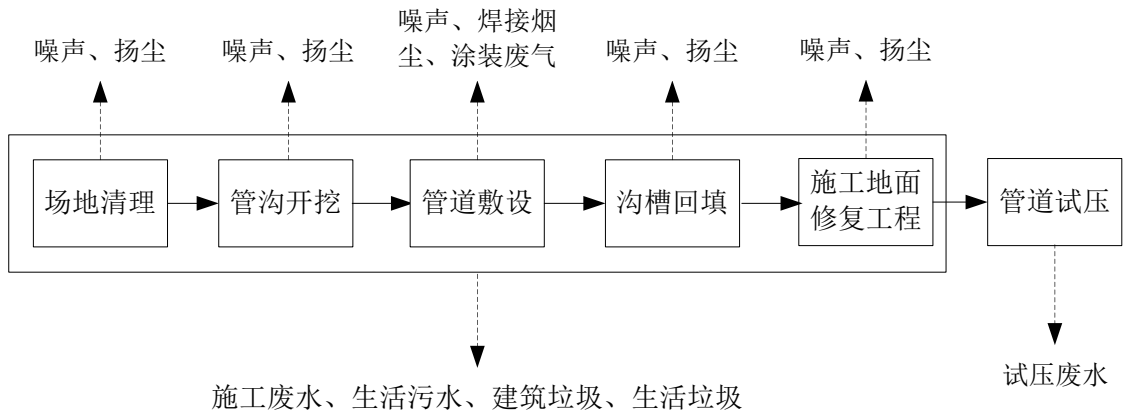 噪声、扬尘
噪声、扬尘
噪声、焊接烟
尘、涂装废气
噪声、扬尘
噪声、扬尘
场地清理
管沟开挖
管道敷设
沟槽回填
施工地面
修复工程
管道试压
施工废水、生活污水、建筑垃圾、生活垃圾
试压废水